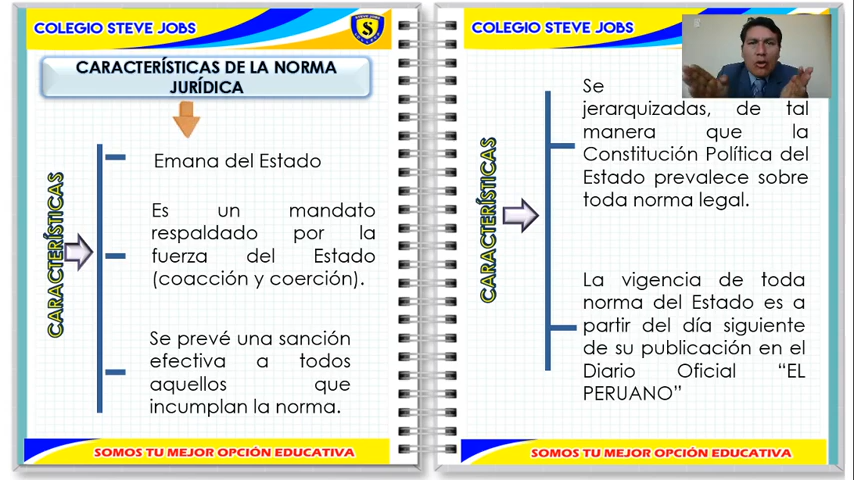 COLEGIO STEVE JOBS
STEVE JOBS
S
CARACTERÍSTICAS DE LA NORMA
JURÍDICA
CARACTERÍSTICAS
Emana del Estado
Es un mandato
respaldado por la
fuerza del Estado
(coacción y coerción).
Se prevé una sanción
efectiva a todos
aquellos que
incumplan la norma.
SOMOS TU MEJOR OPCIÓN EDUCATIVA
COLEGIO STEVE JOBS
CARACTERÍSTICAS
Se
jerarquizadas, de tal
manera que la
Constitución Política del
Estado prevalece sobre
toda norma legal.
La vigencia de toda
norma del Estado es a
partir del día siguiente
de su publicación en el
Diario Oficial “EL
PERUANO”
SOMOS TU MEJOR OPCIÓN EDUCATIVA